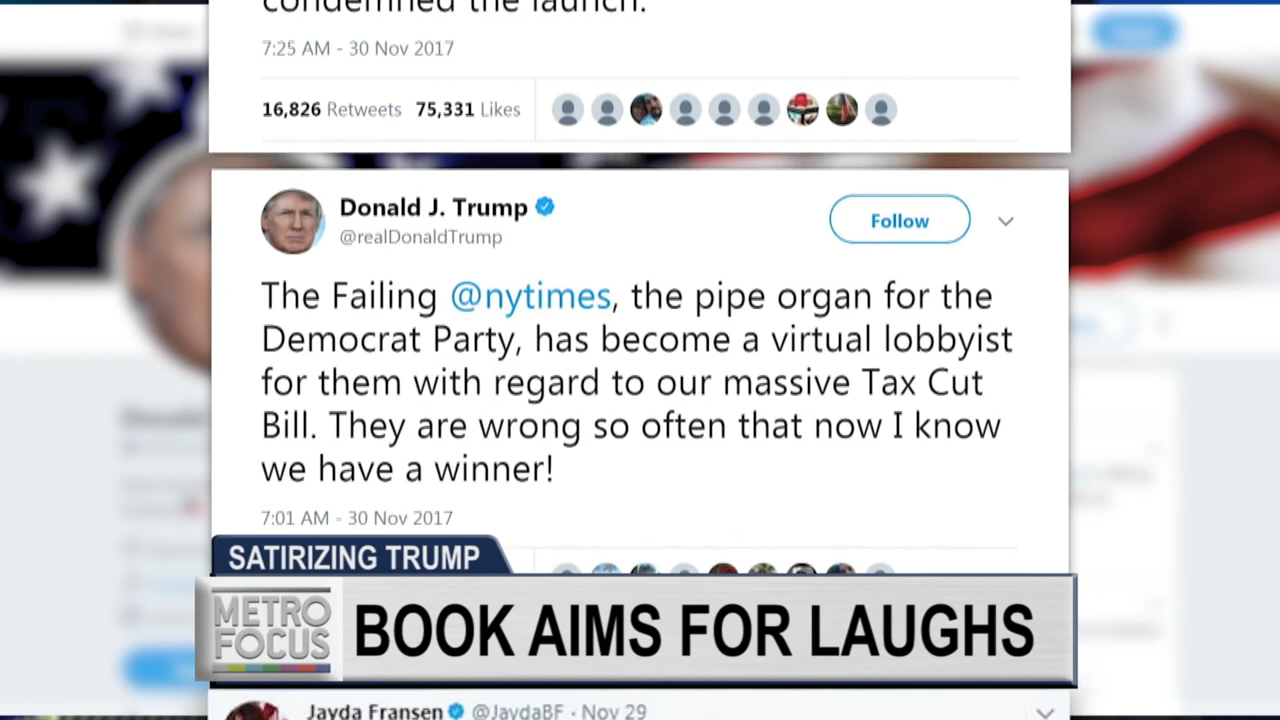 condemned the launch.
7:25 AM - 30 Nov 2017
16,826 Retweets 75,331 Likes
Donald J. Trump
@realDonaldTrump
Follow
The Failing @nytimes, the pipe organ for the
Democrat Party, has become a virtual lobbyist
for them with regard to our massive Tax Cut
Bill. They are wrong so often that now I know
we have a winner!
7:01 AM - 30 Nov 2017
SATIRIZING TRUMP
METRO
FOCUS
BOOK AIMS FOR LAUGHS
Jayda Fransen @JaydaBF · Nov 29